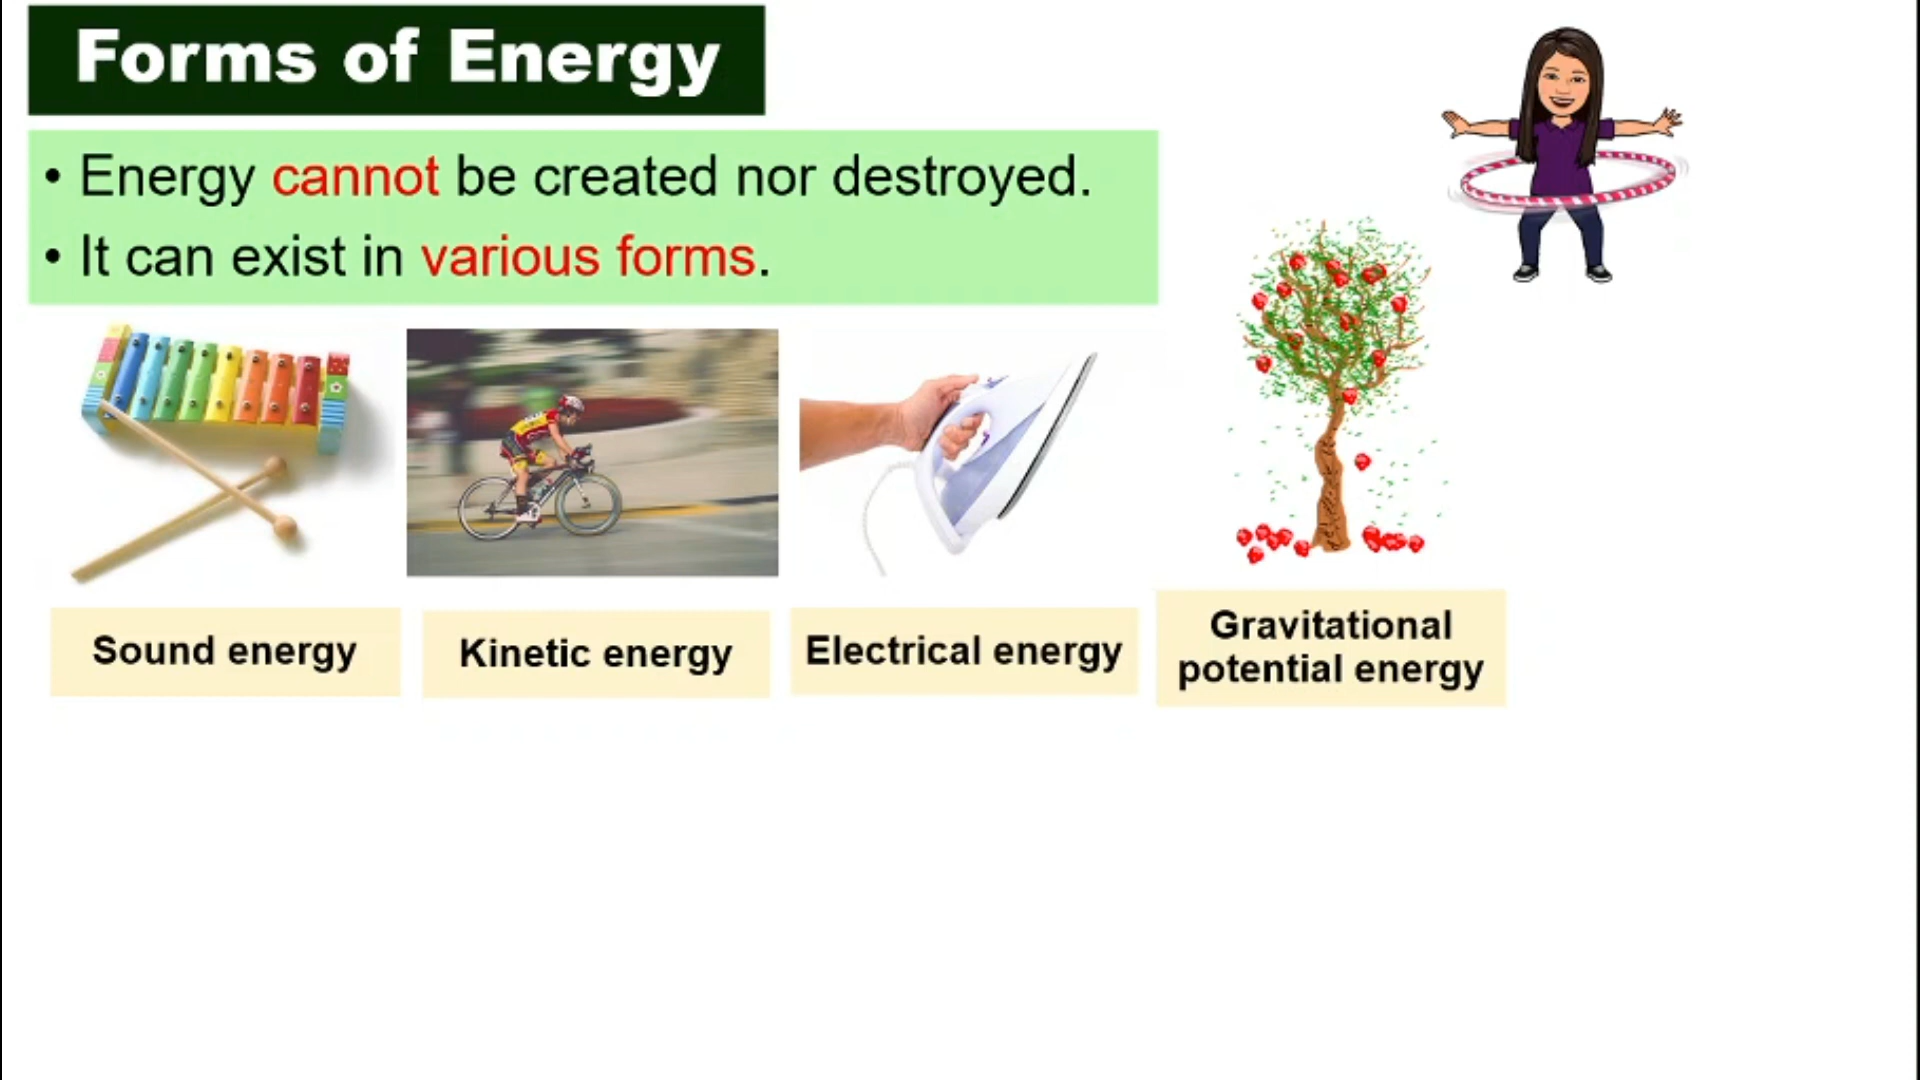 Forms of Energy
• Energy cannot be created nor destroyed.
• It can exist in various forms.
Sound energy
Kinetic energy
Electrical energy
Gravitational
potential energy